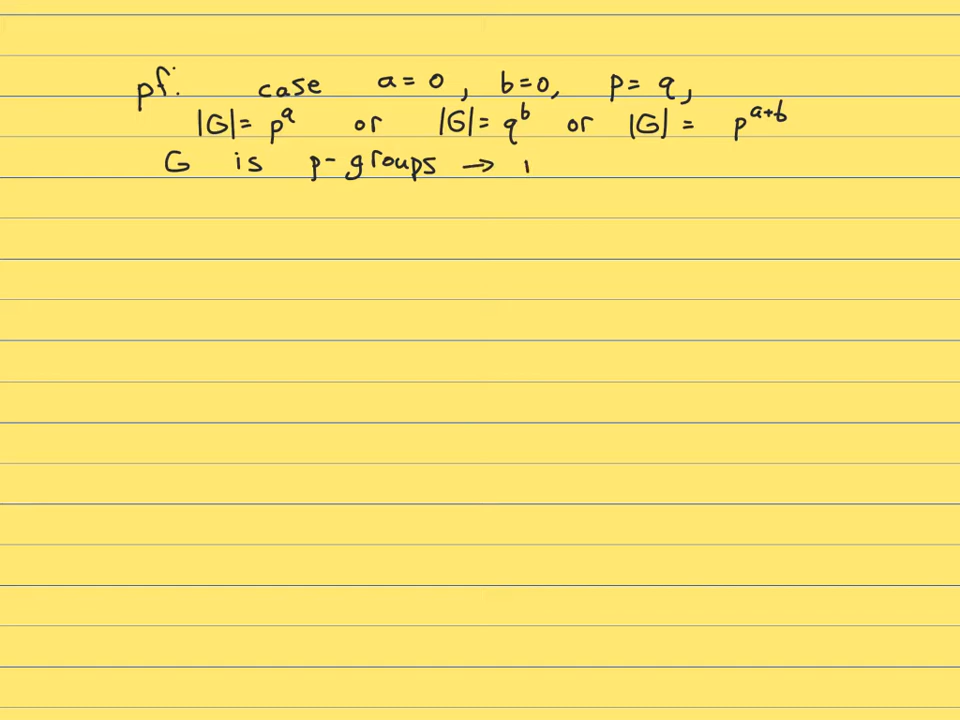 pf: case a = 0, b = 0, p = q,
|G| = p^a or |G| = q^b or |G| = p^{a+b}
G is p-groups →